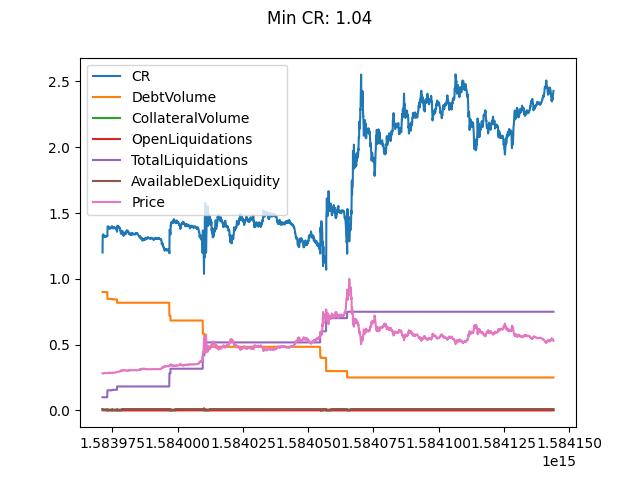 Min CR: 1.04
CR
DebtVolume
CollateralVolume
OpenLiquidations
TotalLiquidations
AvailableDexLiquidity
Price
2.5
2.0
1.5
1.0
0.5
0.0
1.583975 1.584000 1.584025 1.584050 1.584075 1.584100 1.584125 1.584150
1e15